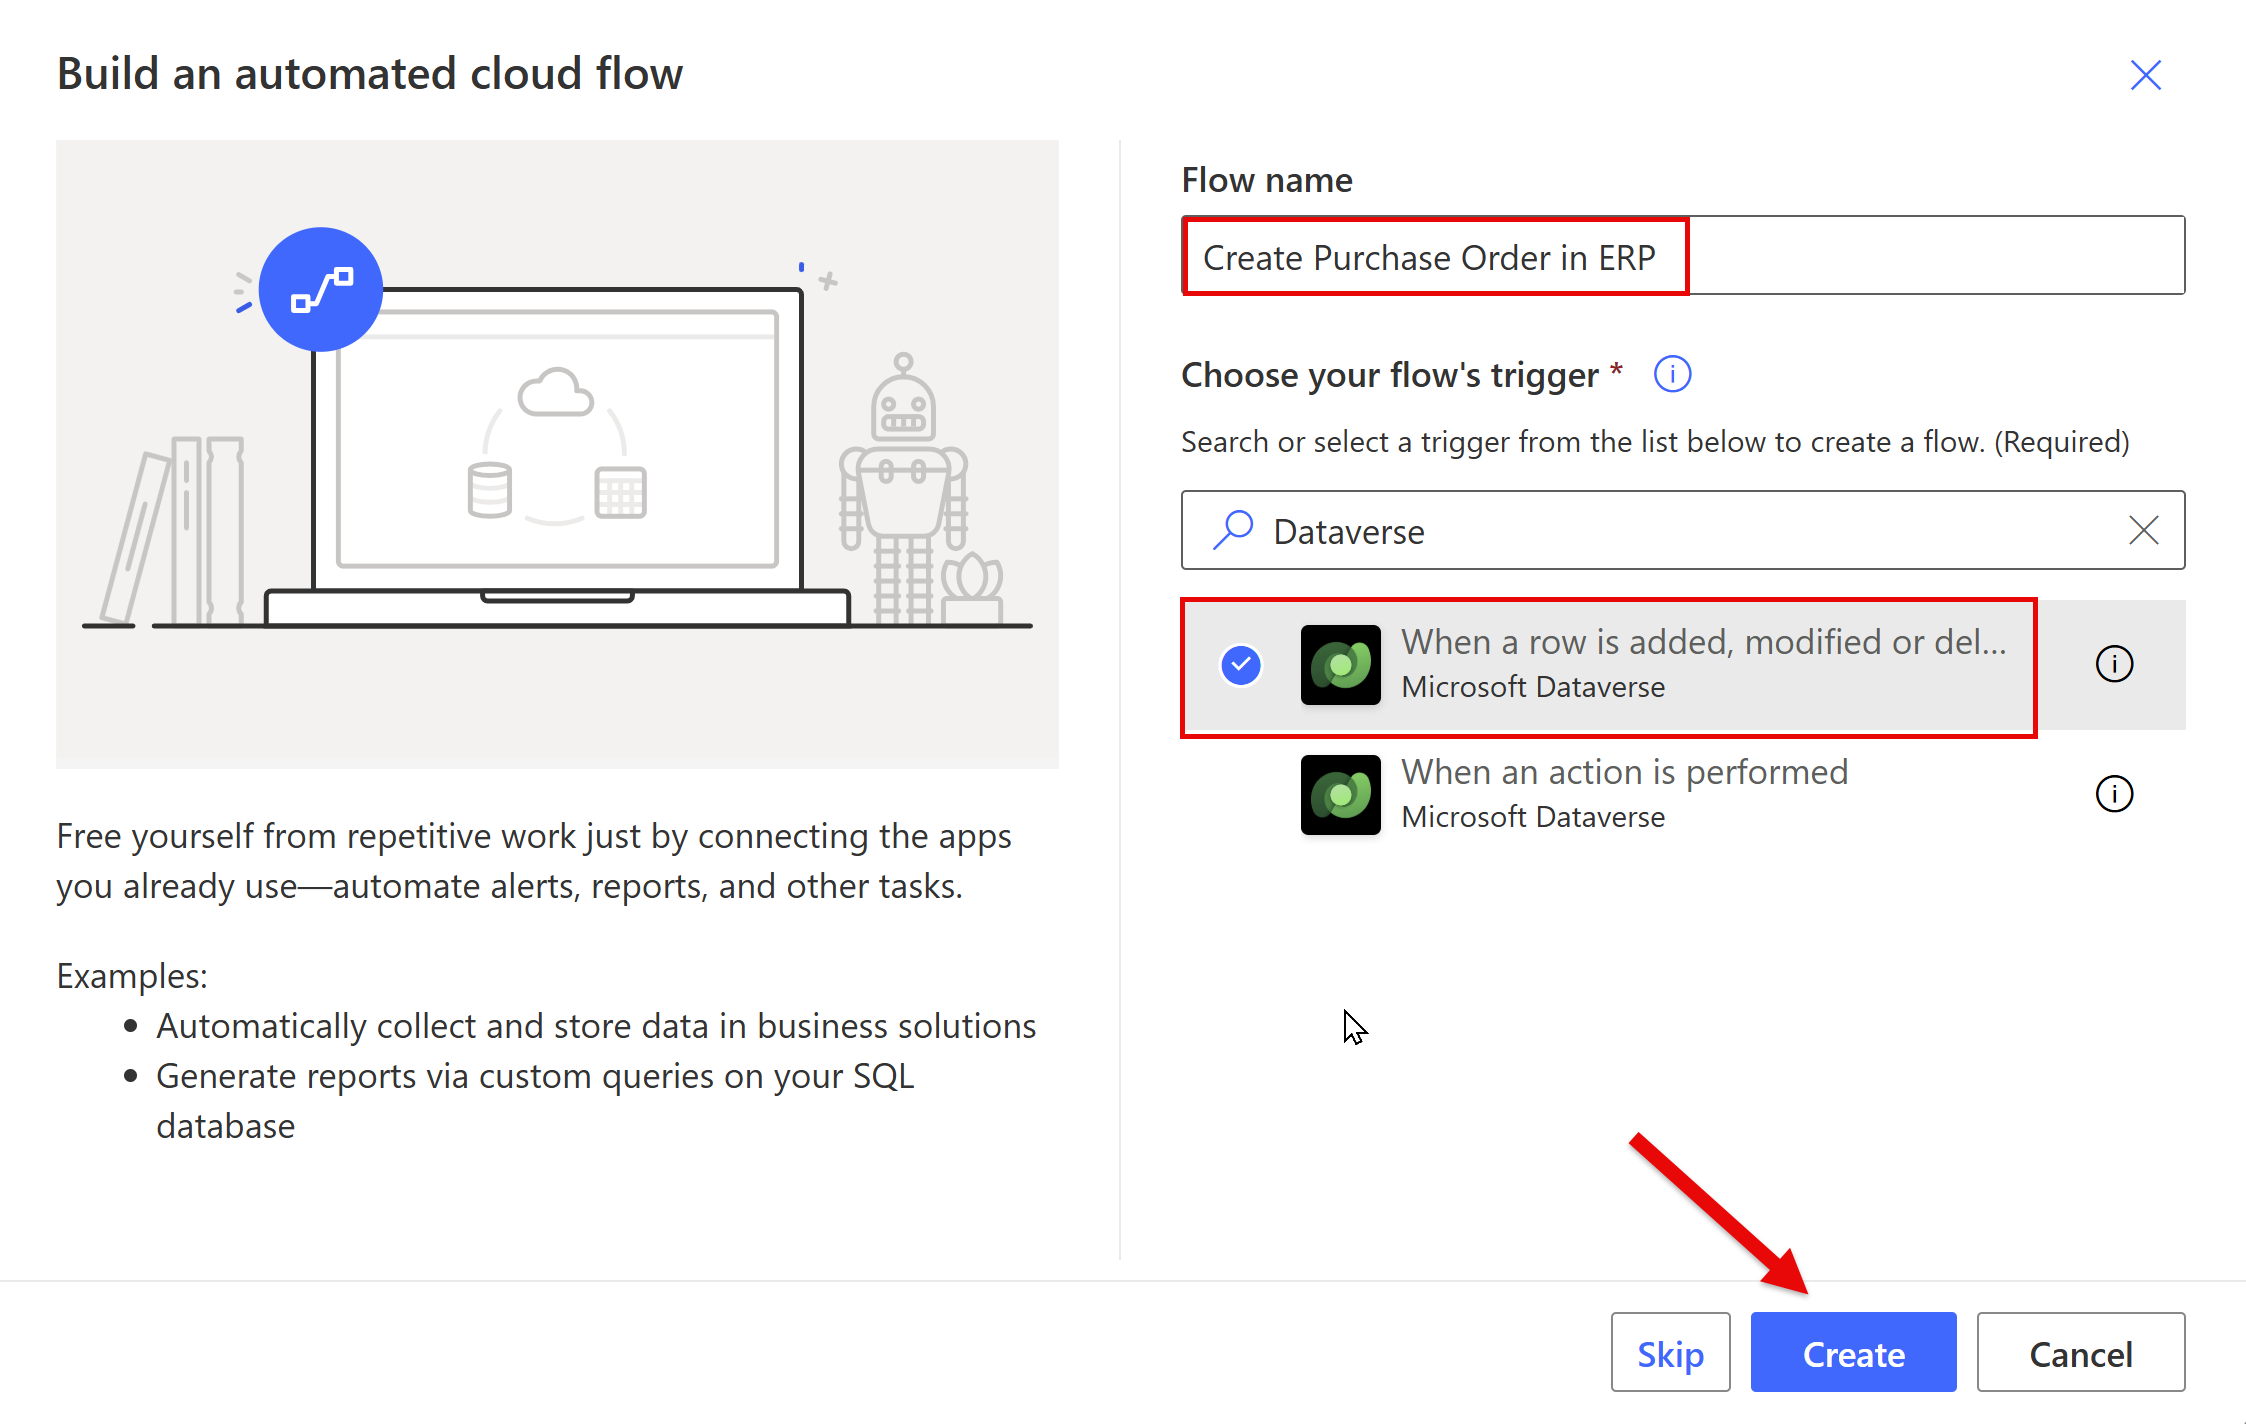 Build an automated cloud flow
Free yourself from repetitive work just by connecting the apps
you already use—automate alerts, reports, and other tasks.
Examples:
• Automatically collect and store data in business solutions
• Generate reports via custom queries on your SQL
database
Flow name
Create Purchase Order in ERP
Choose your flow's trigger *
Search or select a trigger from the list below to create a flow. (Required)
Dataverse
When a row is added, modified or del...
Microsoft Dataverse
When an action is performed
Microsoft Dataverse
Skip
Create
Cancel